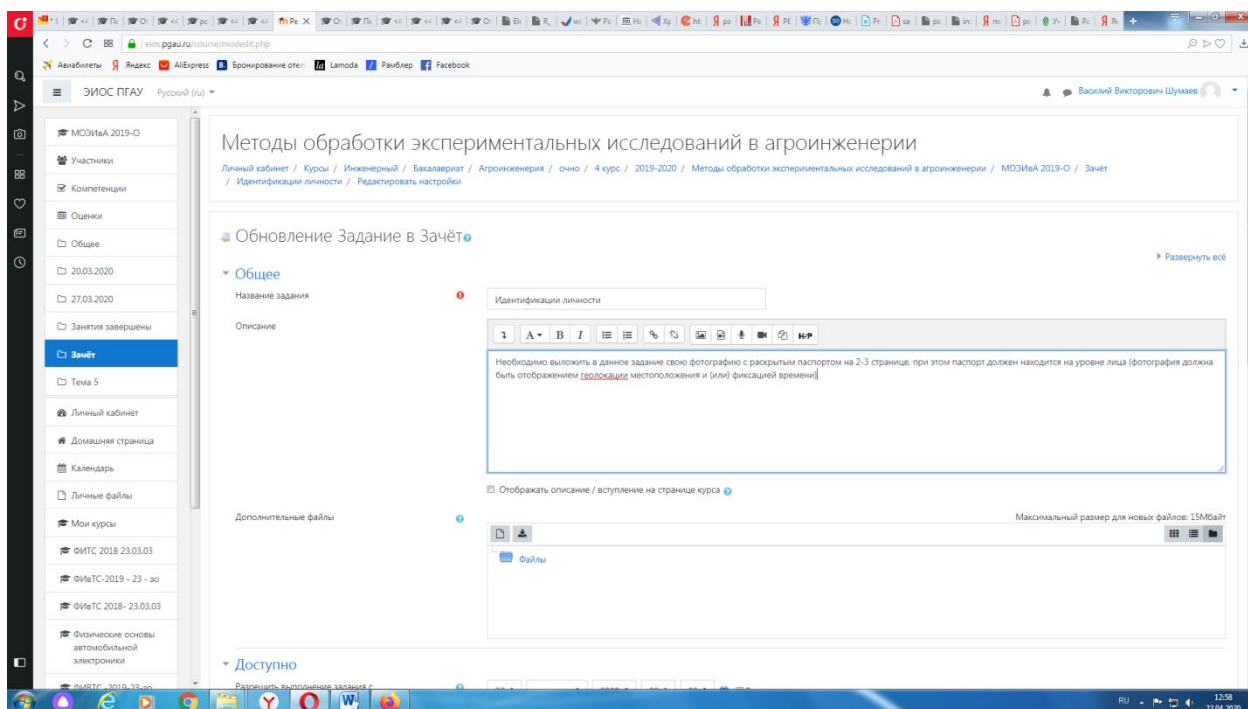 eios.pgau.ru/course/modedit.php
Авиабилеты Яндекс AliExpress Бронирование отел Lamoda Рамблер Facebook
ЭИОС ПГАУ Русский (ru)
Василий Викторович Шумаев
МОЭИвА 2019-О
Участники
Компетенции
Оценки
Общее
20.03.2020
27.03.2020
Занятия завершены
Зачёт
Тема 5
Личный кабинет
Домашняя страница
Календарь
Личные файлы
Мои курсы
ФИТС 2018 23.03.03
ФИвТС-2019 - 23 - зо
ФИвТС 2018- 23.03.03
Физические основы
автомобильной
электроники
Методы обработки экспериментальных исследований в агроинженерии
Личный кабинет / Курсы / Инженерный / Бакалавриат / Агроинженерия / очно / 4 курс / 2019-2020 / Методы обработки экспериментальных исследований в агроинженерии / МОЭИвА 2019-О / Зачёт
/ Идентификации личности / Редактировать настройки
Обновление Задание в Зачёт
Развернуть всё
Общее
Название задания
Идентификации личности
Описание
Необходимо выложить в данное задание свою фотографию с раскрытым паспортом на 2-3 странице, при этом паспорт должен находится на уровне лица (фотография должна
быть отображением геолокации местоположения и (или) фиксацией времени)
Отображать описание / вступление на странице курса
Дополнительные файлы
Максимальный размер для новых файлов: 15Мбайт
Файлы
Доступно
Разрешить выполнение задания с
RU
12:58
22.04.2020